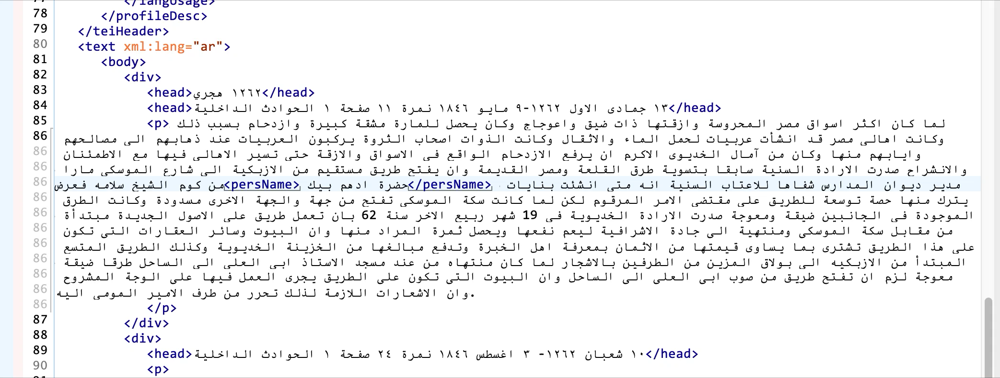 77 </langUsage>
78 </profileDesc>
79 </teiHeader>
80 <text xml:lang="ar">
81 <body>
82 <div>
83 <head>١٢٦٢ هجري</head>
84 <head>١٣ جمادى الاول ١٢٦٢-٩ مايو ١٨٤٦ نمرة ١١ صفحة ١ الحوادث الداخلية</head>
85 <p> لما كان اكثر اسواق مصر المحروسة وازقتها ذات ضيق واعوجاج وكان يحصل للمارة مشقة كبيرة وازدحام بسبب ذلك
86 وكانت اهالى مصر قد انشأت عربيات لحمل الماء والاثقال وكانت الذوات اصحاب الثروة يركبون العربيات عند ذهابهم الى مصالحهم
86 وايابهم منها وكان من آمال الخديوى الاكرم ان يرفع الازدحام الواقع فى الاسواق والازقة حتى تسير الاهالى فيها مع الاطمئنان
86 والانشراح صدرت الارادة السنية سابقا بتسوية طرق القلعة ومصر القديمة وان يفتح طريق مستقيم من الازبكية الى شارع الموسكى مارا
86 من كوم الشيخ سلامه فعرض<persName>حضرة ادهم بيك</persName> مدير ديوان المدارس شفاها للاعتاب السنية انه متى انشئت بنايات
86 يترك منها حصة توسعة للطريق على مقتضى الامر المرقوم لكن لما كانت سكة الموسكى تفتح من جهة والجهة الاخرى مسدودة وكانت الطرق
86 الموجودة فى الجانبين ضيقة ومعوجة صدرت الارادة الخديوية فى 19 شهر ربيع الاخر سنة 62 بان تعمل طريق على الاصول الجديدة مبتدأة
86 من مقابل سكة الموسكى ومنتهية الى جادة الاشرافية ليعم نفعها ويحصل ثمرة المراد منها وان البيوت وسائر العقارات التى تكون
86 على هذا الطريق تشترى بما يساوى قيمتها من الاثمان بمعرفة اهل الخبرة وتدفع مبالغها من الخزينة الخديوية وكذلك الطريق المتسع
86 المبتدأ من الازبكيه الى بولاق المزين من الطرفين بالاشجار لما كان منتهاه من عند مسجد الاستاذ ابى العلى الى الساحل طرقا ضيقة
86 معوجة لزم ان تفتح طريق من صوب ابى العلى الى الساحل وان البيوت التى تكون على الطريق يجرى العمل فيها على الوجة المشروح
86 وان الاشعارات اللازمة لذلك تحرر من طرف الامير المومى اليه.
86 </p>
87 </div>
88 <div>
89 <head>١٠ شعبان ١٢٦٢- ٣ اغسطس ١٨٤٦ نمرة ٢٤ صفحة ١ الحوادث الداخلية</head>
90 <p>